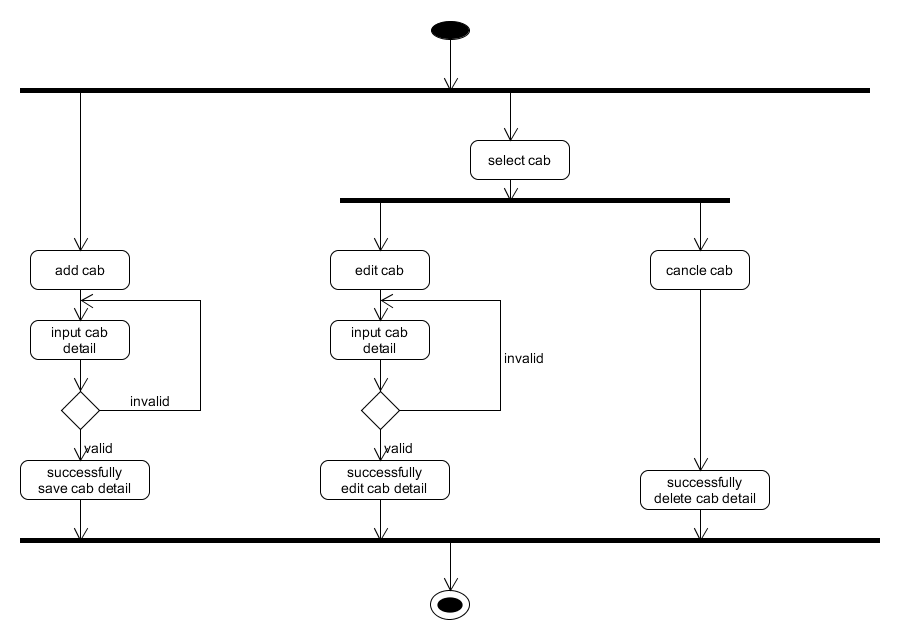 select cab
add cab
edit cab
cancle cab
input cab
detail
input cab
detail
invalid
invalid
valid
valid
successfully
save cab detail
successfully
edit cab detail
successfully
delete cab detail